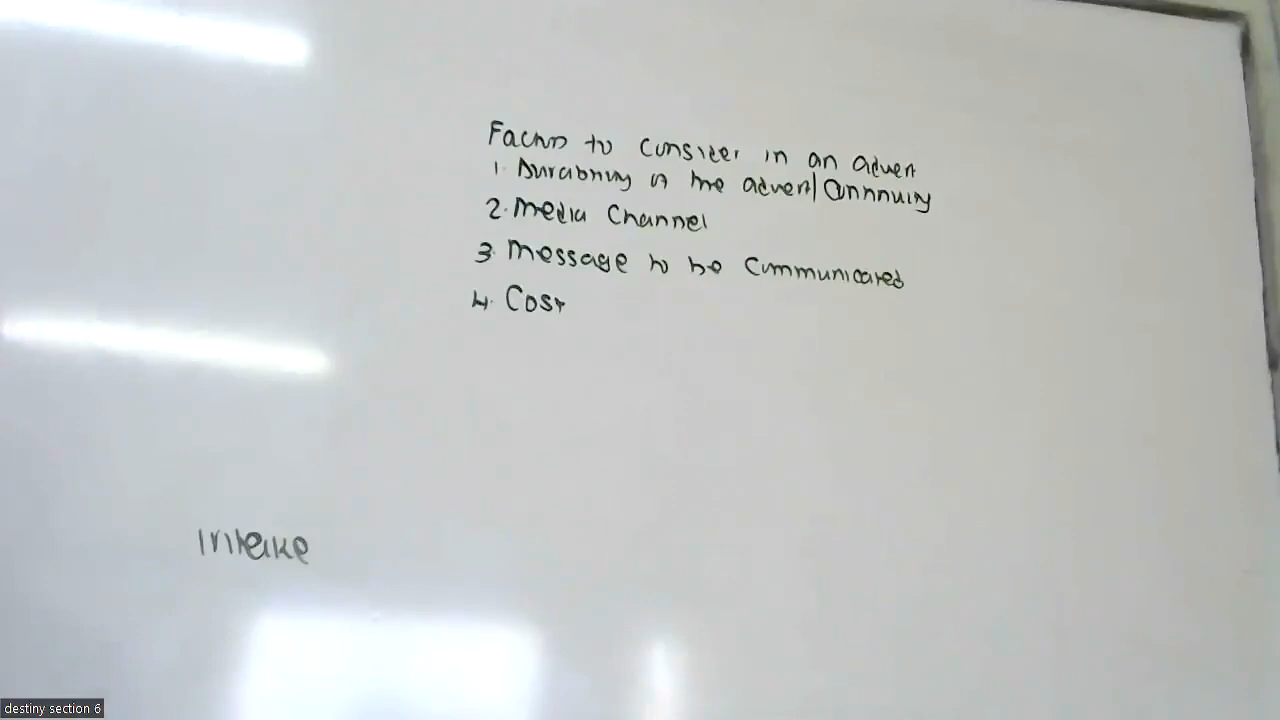 Factors to consider in an advert
1. Durability of the advert/Continuity
2. Media Channel
3. Message to be Communicated
4. Cost
Intake
destiny section 6